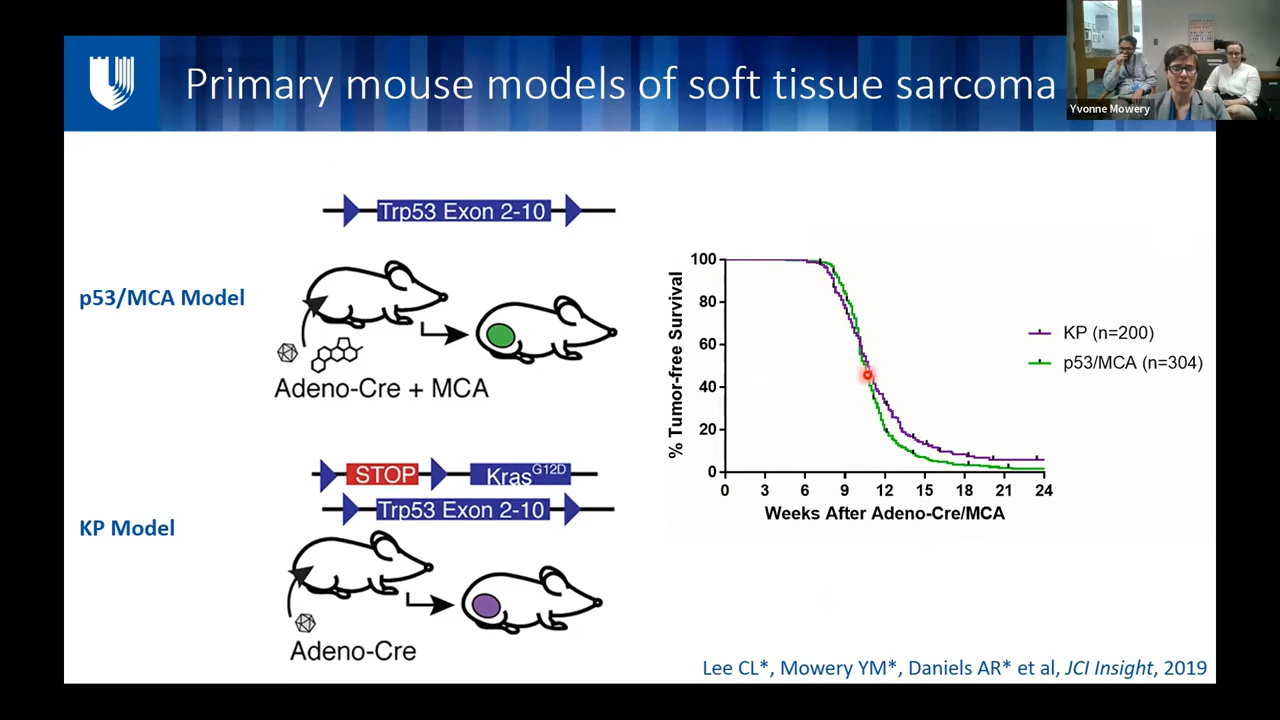 Primary mouse models of soft tissue sarcoma
Yvonne Mowery
Trp53 Exon 2-10
p53/MCA Model
Adeno-Cre + MCA
STOP
Kras^G12D
Trp53 Exon 2-10
KP Model
Adeno-Cre
% Tumor-free Survival
100
80
60
40
20
0
0 3 6 9 12 15 18 21 24
Weeks After Adeno-Cre/MCA
KP (n=200)
p53/MCA (n=304)
Lee CL*, Mowery YM*, Daniels AR* et al, JCI Insight, 2019